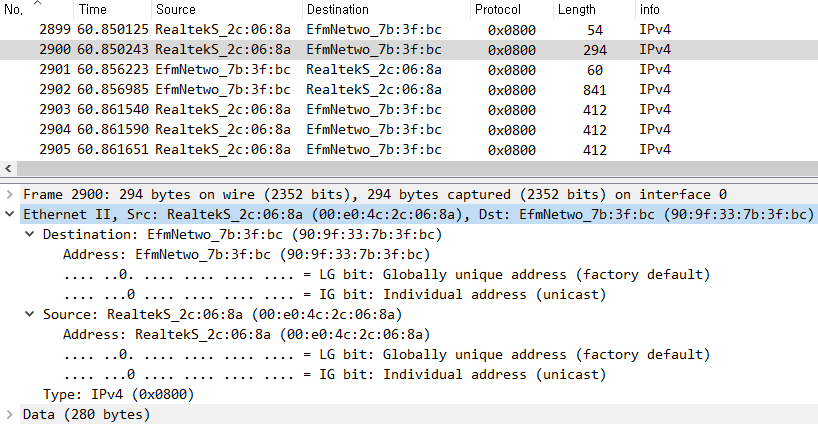 No. Time Source Destination Protocol Length info
2899 60.850125 RealtekS_2c:06:8a EfmNetwo_7b:3f:bc 0x0800 54 IPv4
2900 60.850243 RealtekS_2c:06:8a EfmNetwo_7b:3f:bc 0x0800 294 IPv4
2901 60.856223 EfmNetwo_7b:3f:bc RealtekS_2c:06:8a 0x0800 60 IPv4
2902 60.856985 EfmNetwo_7b:3f:bc RealtekS_2c:06:8a 0x0800 841 IPv4
2903 60.861540 RealtekS_2c:06:8a EfmNetwo_7b:3f:bc 0x0800 412 IPv4
2904 60.861590 RealtekS_2c:06:8a EfmNetwo_7b:3f:bc 0x0800 412 IPv4
2905 60.861651 RealtekS_2c:06:8a EfmNetwo_7b:3f:bc 0x0800 412 IPv4
Frame 2900: 294 bytes on wire (2352 bits), 294 bytes captured (2352 bits) on interface 0
Ethernet II, Src: RealtekS_2c:06:8a (00:e0:4c:2c:06:8a), Dst: EfmNetwo_7b:3f:bc (90:9f:33:7b:3f:bc)
Destination: EfmNetwo_7b:3f:bc (90:9f:33:7b:3f:bc)
Address: EfmNetwo_7b:3f:bc (90:9f:33:7b:3f:bc)
.... ..0. .... .... .... .... = LG bit: Globally unique address (factory default)
.... ...0 .... .... .... .... = IG bit: Individual address (unicast)
Source: RealtekS_2c:06:8a (00:e0:4c:2c:06:8a)
Address: RealtekS_2c:06:8a (00:e0:4c:2c:06:8a)
.... ..0. .... .... .... .... = LG bit: Globally unique address (factory default)
.... ...0 .... .... .... .... = IG bit: Individual address (unicast)
Type: IPv4 (0x0800)
Data (280 bytes)